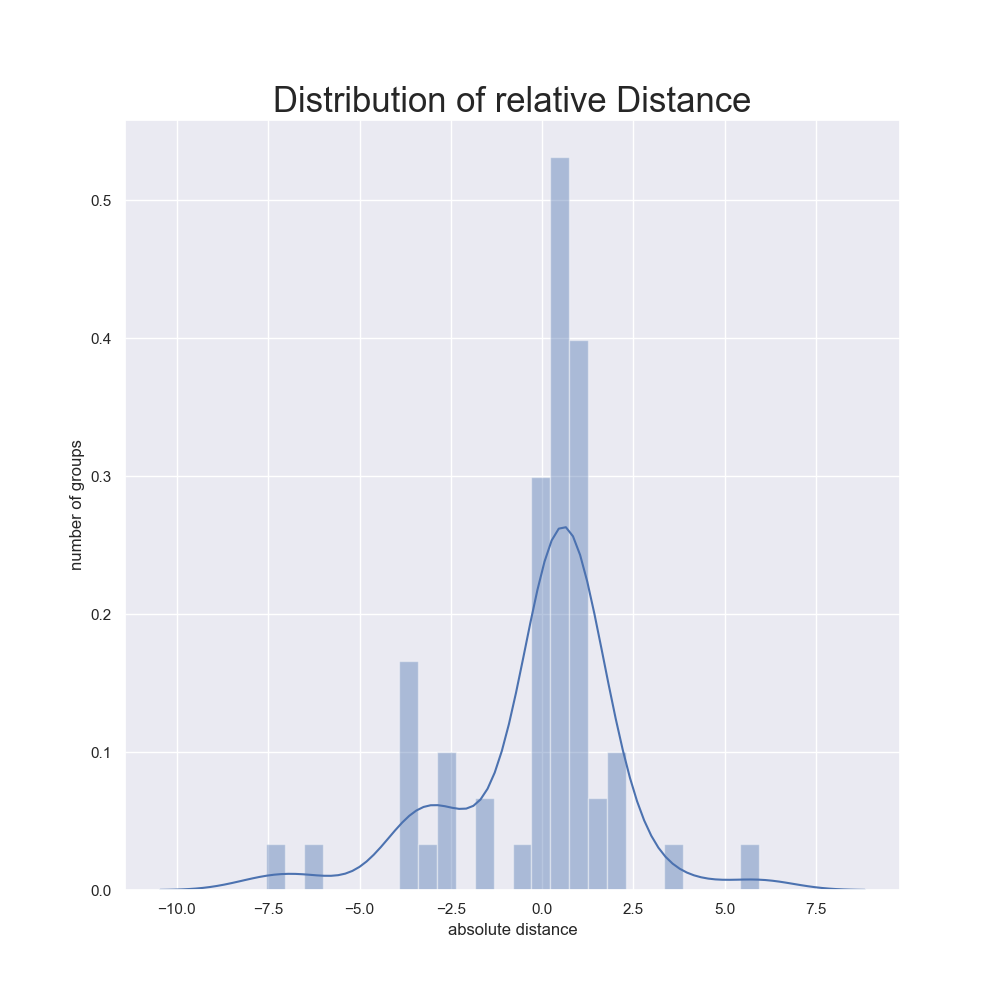 Distribution of relative Distance
0.5
0.4
0.3
0.2
0.1
0.0
number of groups
−10.0 −7.5 −5.0 −2.5 0.0 2.5 5.0 7.5
absolute distance